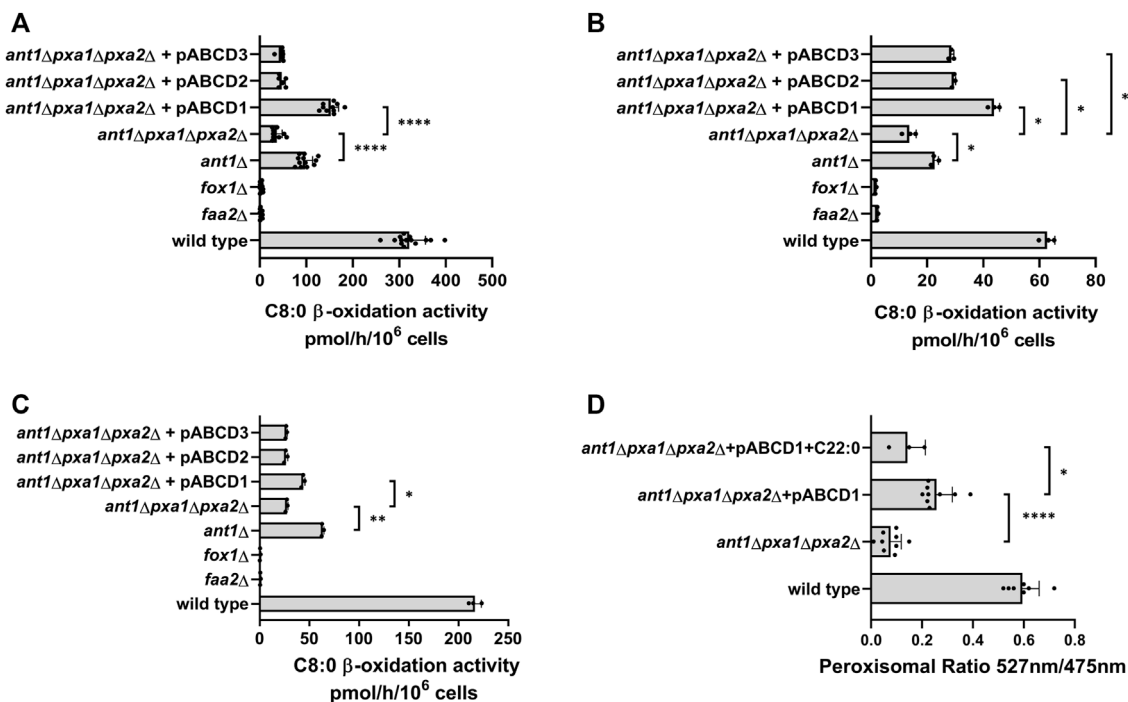 A
ant1Δpxa1Δpxa2Δ + pABCD3
ant1Δpxa1Δpxa2Δ + pABCD2
ant1Δpxa1Δpxa2Δ + pABCD1
ant1Δpxa1Δpxa2Δ
ant1Δ
fox1Δ
faa2Δ
wild type
****
****
0 100 200 300 400 500
C8:0 β-oxidation activity
pmol/h/10⁶ cells
B
ant1Δpxa1Δpxa2Δ + pABCD3
ant1Δpxa1Δpxa2Δ + pABCD2
ant1Δpxa1Δpxa2Δ + pABCD1
ant1Δpxa1Δpxa2Δ
ant1Δ
fox1Δ
faa2Δ
wild type
*
*
*
*
0 20 40 60 80
C8:0 β-oxidation activity
pmol/h/10⁶ cells
C
ant1Δpxa1Δpxa2Δ + pABCD3
ant1Δpxa1Δpxa2Δ + pABCD2
ant1Δpxa1Δpxa2Δ + pABCD1
ant1Δpxa1Δpxa2Δ
ant1Δ
fox1Δ
faa2Δ
wild type
*
**
0 50 100 150 200 250
C8:0 β-oxidation activity
pmol/h/10⁶ cells
D
ant1Δpxa1Δpxa2Δ+pABCD1+C22:0
ant1Δpxa1Δpxa2Δ+pABCD1
ant1Δpxa1Δpxa2Δ
wild type
*
****
0.0 0.2 0.4 0.6 0.8
Peroxisomal Ratio 527nm/475nm